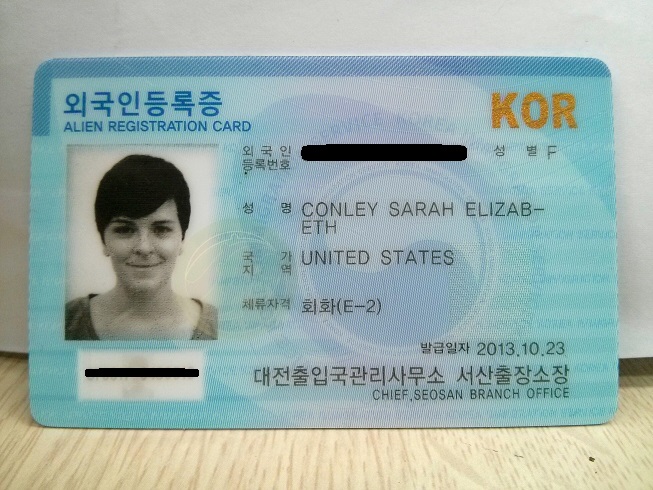 외국인등록증
ALIEN REGISTRATION CARD
KOR
외국인
등록번호
성 별 F
성 명 CONLEY SARAH ELIZAB-
ETH
국 가
지 역 UNITED STATES
체류자격 회화(E-2)
발급일자 2013.10.23
대전출입국관리사무소 서산출장소장
CHIEF,SEOSAN BRANCH OFFICE